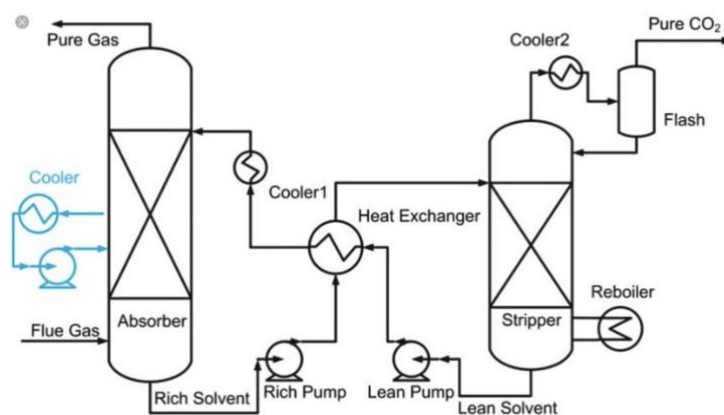 Pure Gas
Pure CO₂
Cooler2
Flash
Cooler
Cooler1
Heat Exchanger
Reboiler
Flue Gas
Absorber
Stripper
Rich Solvent
Rich Pump
Lean Pump
Lean Solvent